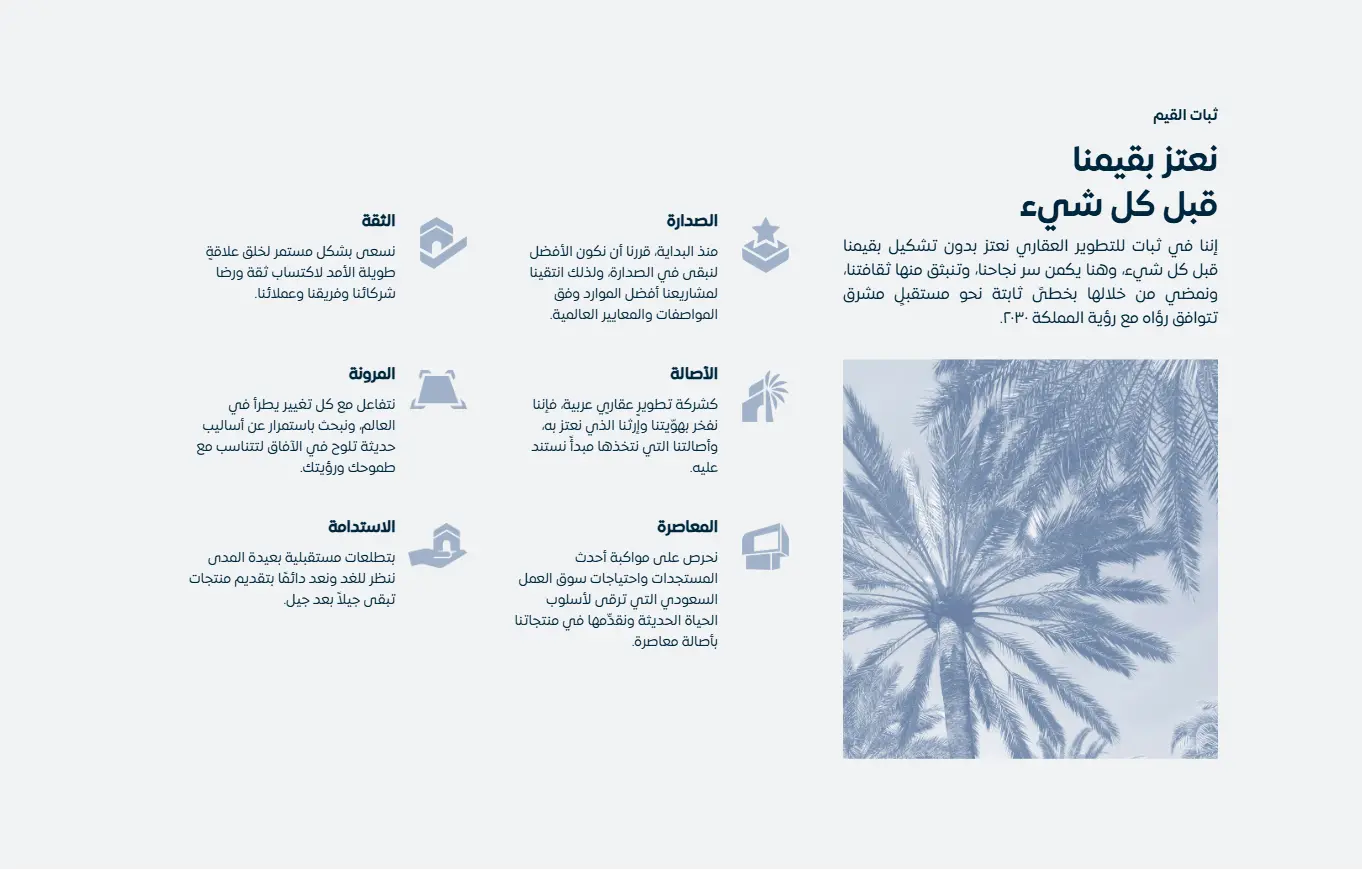 ثبات القيم
نعتز بقيمنا
قبل كل شيء
إننا في ثبات للتطوير العقاري نعتز بدون تشكيل بقيمنا
قبل كل شيء، وهنا يكمن سر نجاحنا، وتنبثق منها ثقافتنا،
ونمضي من خلالها بخطىً ثابتة نحو مستقبلٍ مشرق
تتوافق رؤاه مع رؤية المملكة ٢٠٣٠.
الصدارة
منذ البداية، قررنا أن نكون الأفضل
لنبقى في الصدارة، ولذلك انتقينا
لمشاريعنا أفضل الموارد وفق
المواصفات والمعايير العالمية.
الثقة
نسعى بشكل مستمر لخلق علاقةٍ
طويلة الأمد لاكتساب ثقة ورضا
شركائنا وفريقنا وعملائنا.
الأصالة
كشركة تطويرٍ عقاريٍ عربية، فإننا
نفخر بهوّيتنا وإرثنا الذي نعتز به،
وأصالتنا التي نتخذها مبدأً نستند
عليه.
المرونة
نتفاعل مع كل تغيير يطرأ في
العالم، ونبحث باستمرار عن أساليب
حديثة تلوح في الآفاق لتتناسب مع
طموحك ورؤيتك.
المعاصرة
نحرص على مواكبة أحدث
المستجدات واحتياجات سوق العمل
السعودي التي ترقى لأسلوب
الحياة الحديثة ونقدّمها في منتجاتنا
بأصالة معاصرة.
الاستدامة
بتطلعات مستقبلية بعيدة المدى
ننظر للغد ونعد دائمًا بتقديم منتجات
تبقى جيلاً بعد جيل.